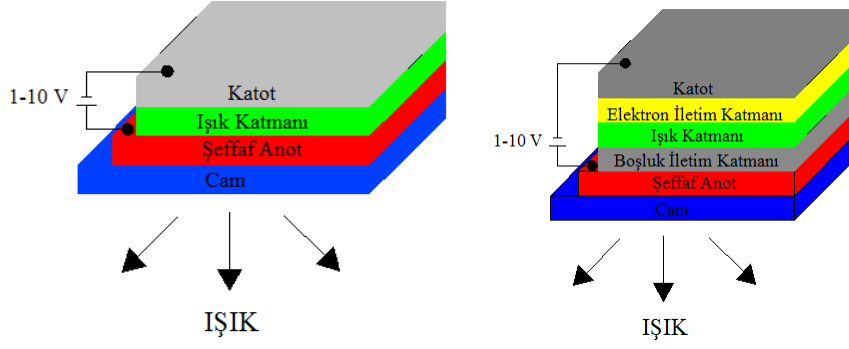 1-10 V
Katot
Işık Katmanı
Şeffaf Anot
Cam
IŞIK
1-10 V
Katot
Elektron İletim Katmanı
Işık Katmanı
Boşluk İletim Katmanı
Şeffaf Anot
Cam
IŞIK